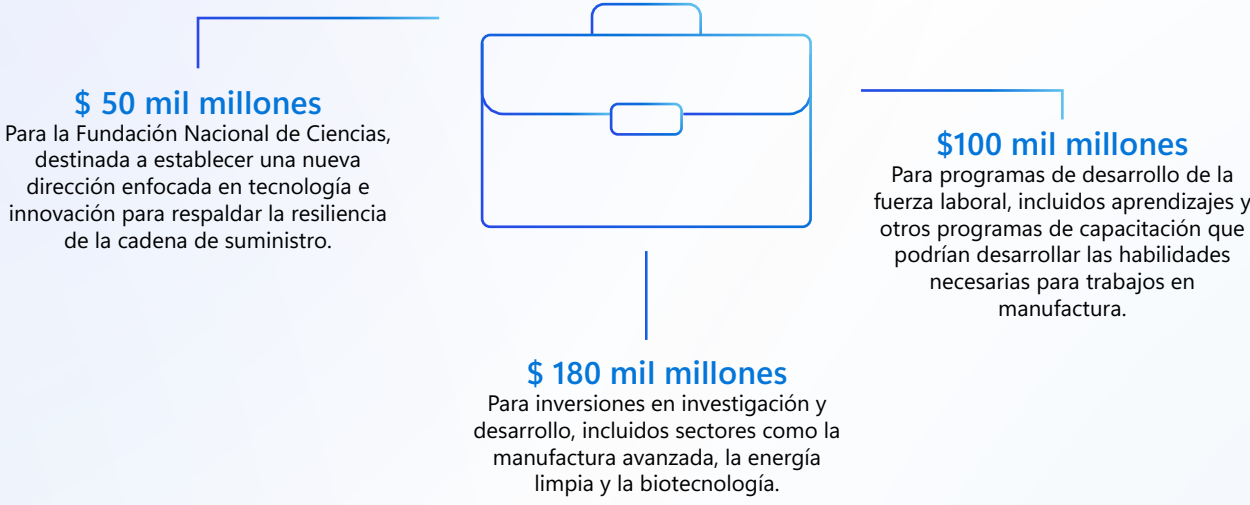 $ 50 mil millones
Para la Fundación Nacional de Ciencias,
destinada a establecer una nueva
dirección enfocada en tecnología e
innovación para respaldar la resiliencia
de la cadena de suministro.
$100 mil millones
Para programas de desarrollo de la
fuerza laboral, incluidos aprendizajes y
otros programas de capacitación que
podrían desarrollar las habilidades
necesarias para trabajos en
manufactura.
$ 180 mil millones
Para inversiones en investigación y
desarrollo, incluidos sectores como la
manufactura avanzada, la energía
limpia y la biotecnología.